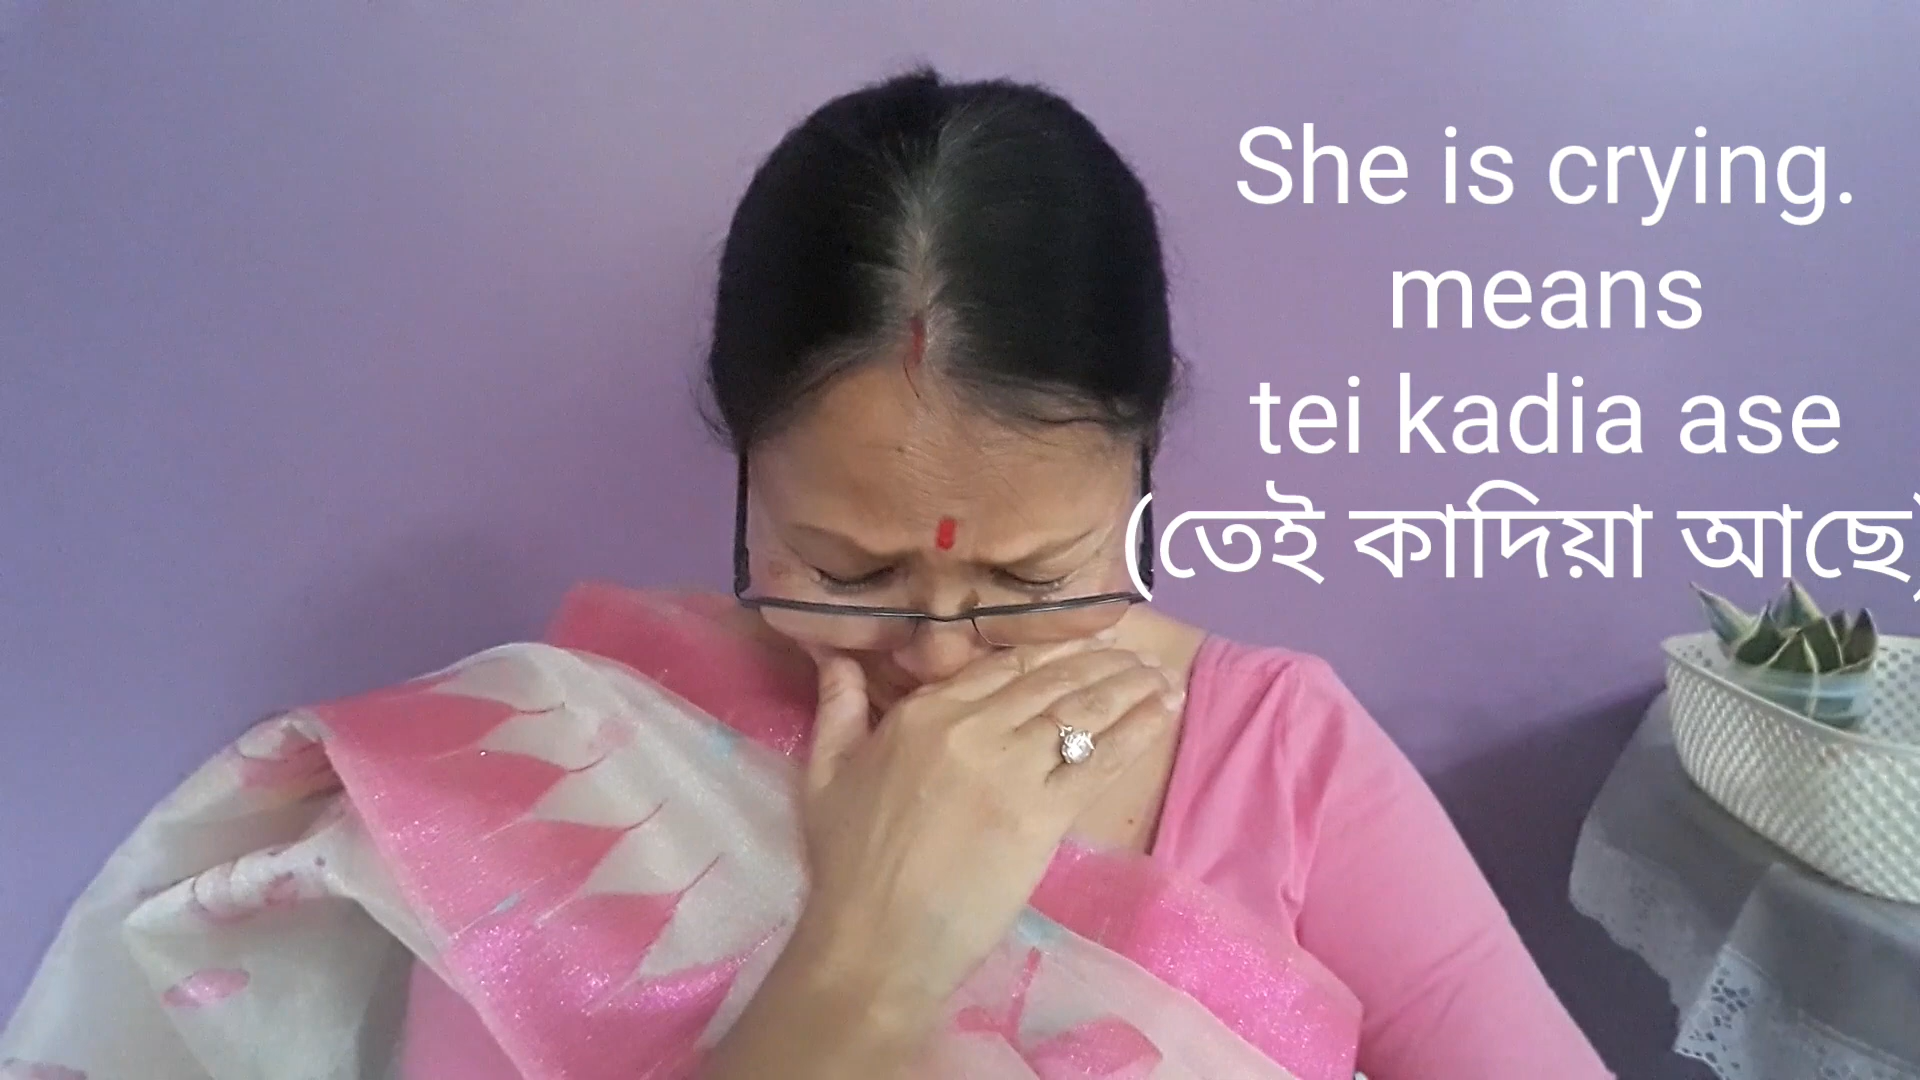 She is crying.
means
tei kadia ase
(তেই কাদিয়া আছে)